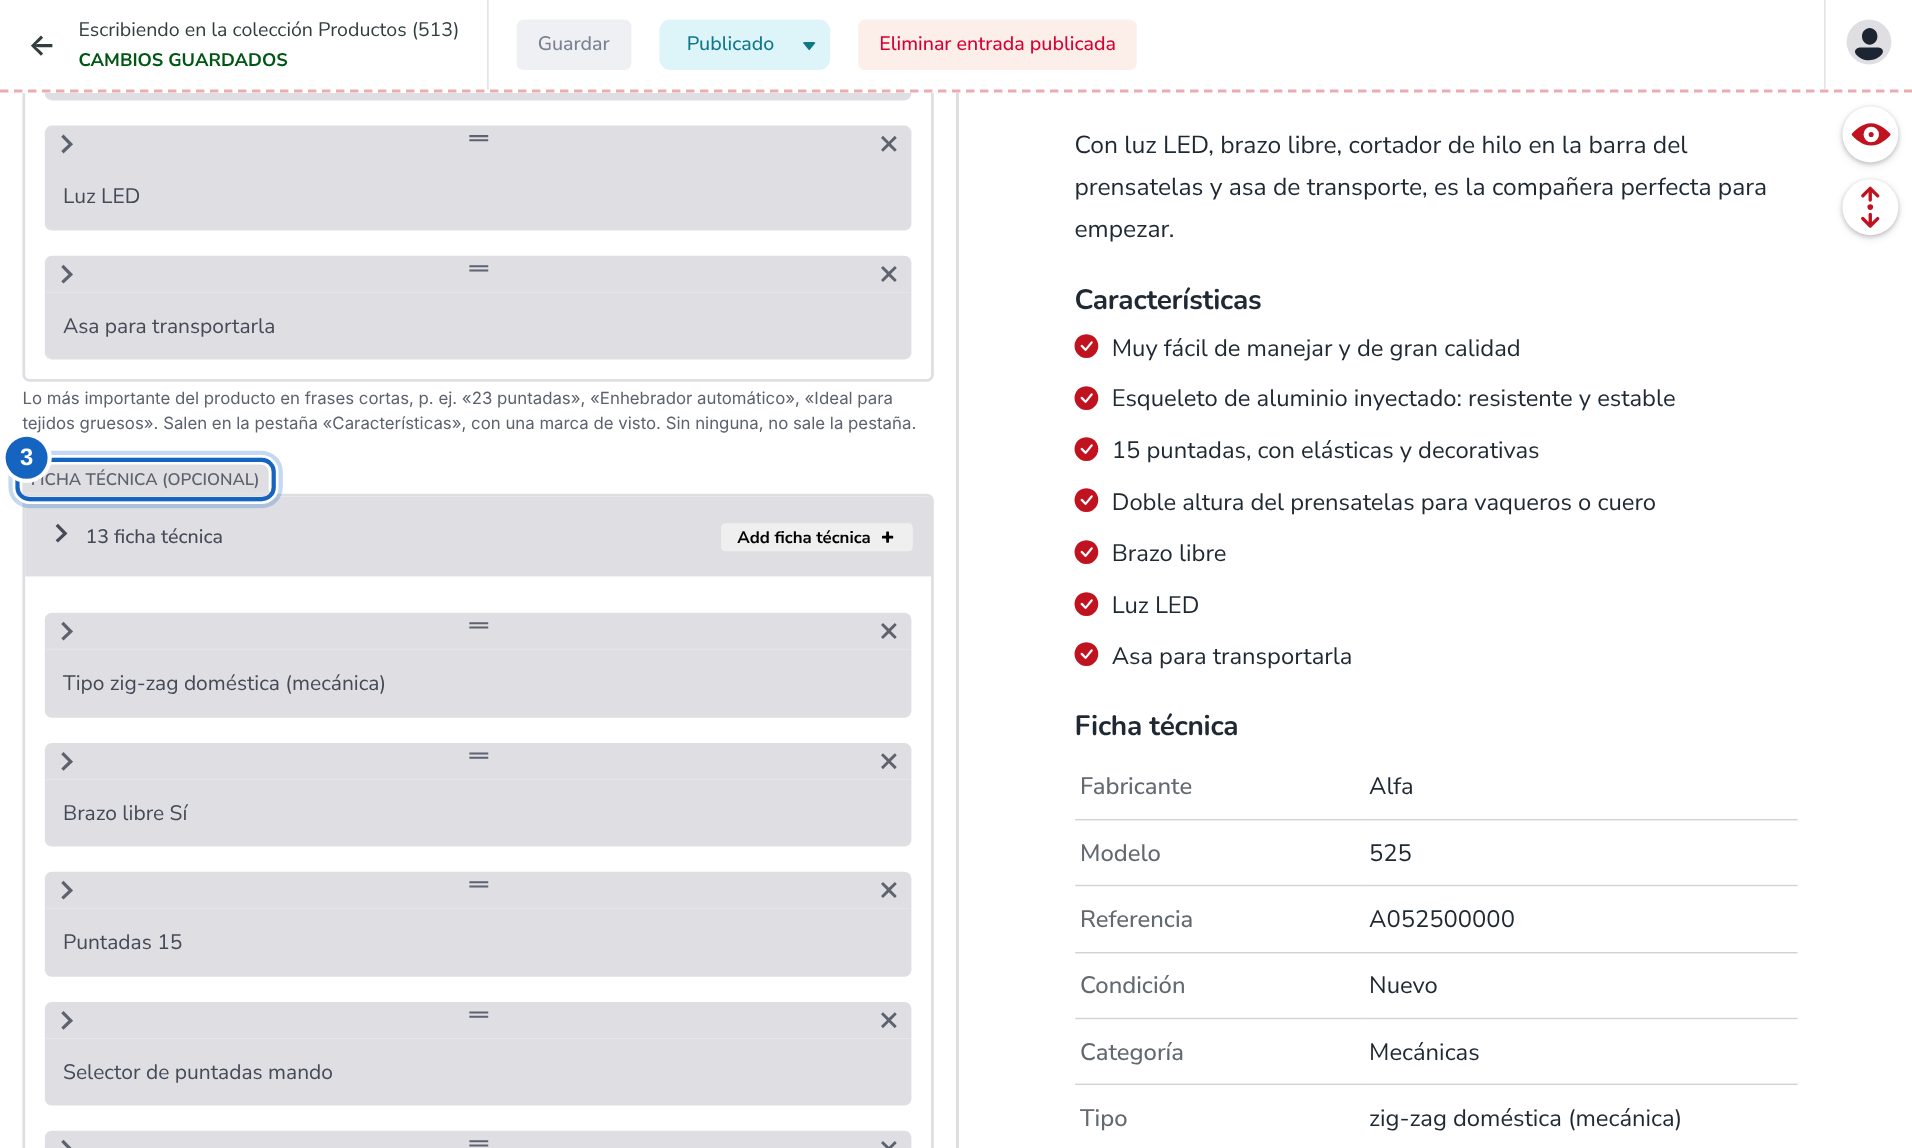 Escribiendo en la colección Productos (513)
CAMBIOS GUARDADOS
Guardar
Publicado
Eliminar entrada publicada
Luz LED
Asa para transportarla
Lo más importante del producto en frases cortas, p. ej. «23 puntadas», «Enhebrador automático», «Ideal para
tejidos gruesos». Salen en la pestaña «Características», con una marca de visto. Sin ninguna, no sale la pestaña.
3
FICHA TÉCNICA (OPCIONAL)
13 ficha técnica
Add ficha técnica +
Tipo zig-zag doméstica (mecánica)
Brazo libre Sí
Puntadas 15
Selector de puntadas mando
Con luz LED, brazo libre, cortador de hilo en la barra del
prensatelas y asa de transporte, es la compañera perfecta para
empezar.
Características
Muy fácil de manejar y de gran calidad
Esqueleto de aluminio inyectado: resistente y estable
15 puntadas, con elásticas y decorativas
Doble altura del prensatelas para vaqueros o cuero
Brazo libre
Luz LED
Asa para transportarla
Ficha técnica
Fabricante Alfa
Modelo 525
Referencia A052500000
Condición Nuevo
Categoría Mecánicas
Tipo zig-zag doméstica (mecánica)